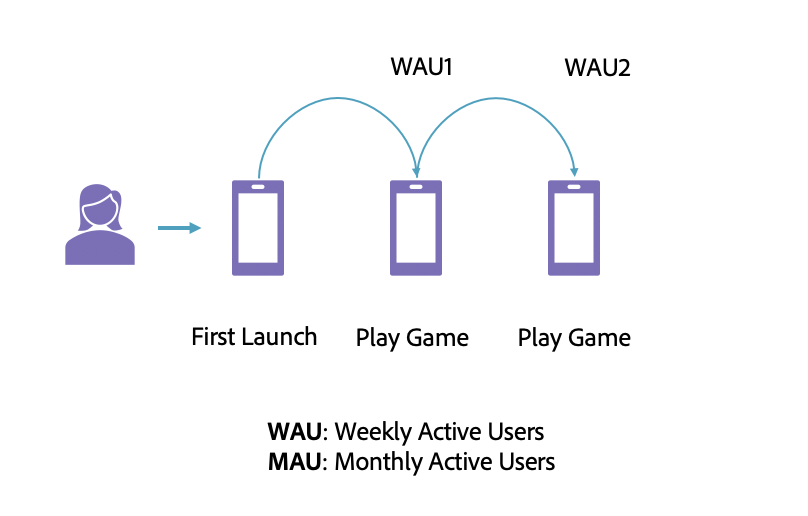 WAU1 WAU2
First Launch Play Game Play Game
WAU: Weekly Active Users
MAU: Monthly Active Users